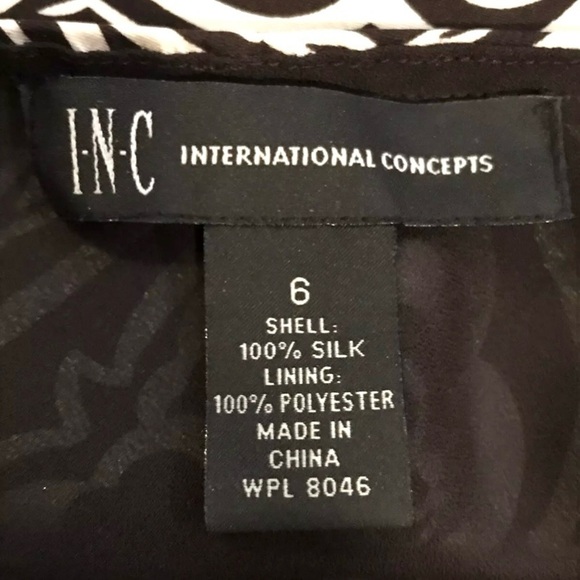 I·N·C INTERNATIONAL CONCEPTS
6
SHELL:
100% SILK
LINING:
100% POLYESTER
MADE IN
CHINA
WPL 8046